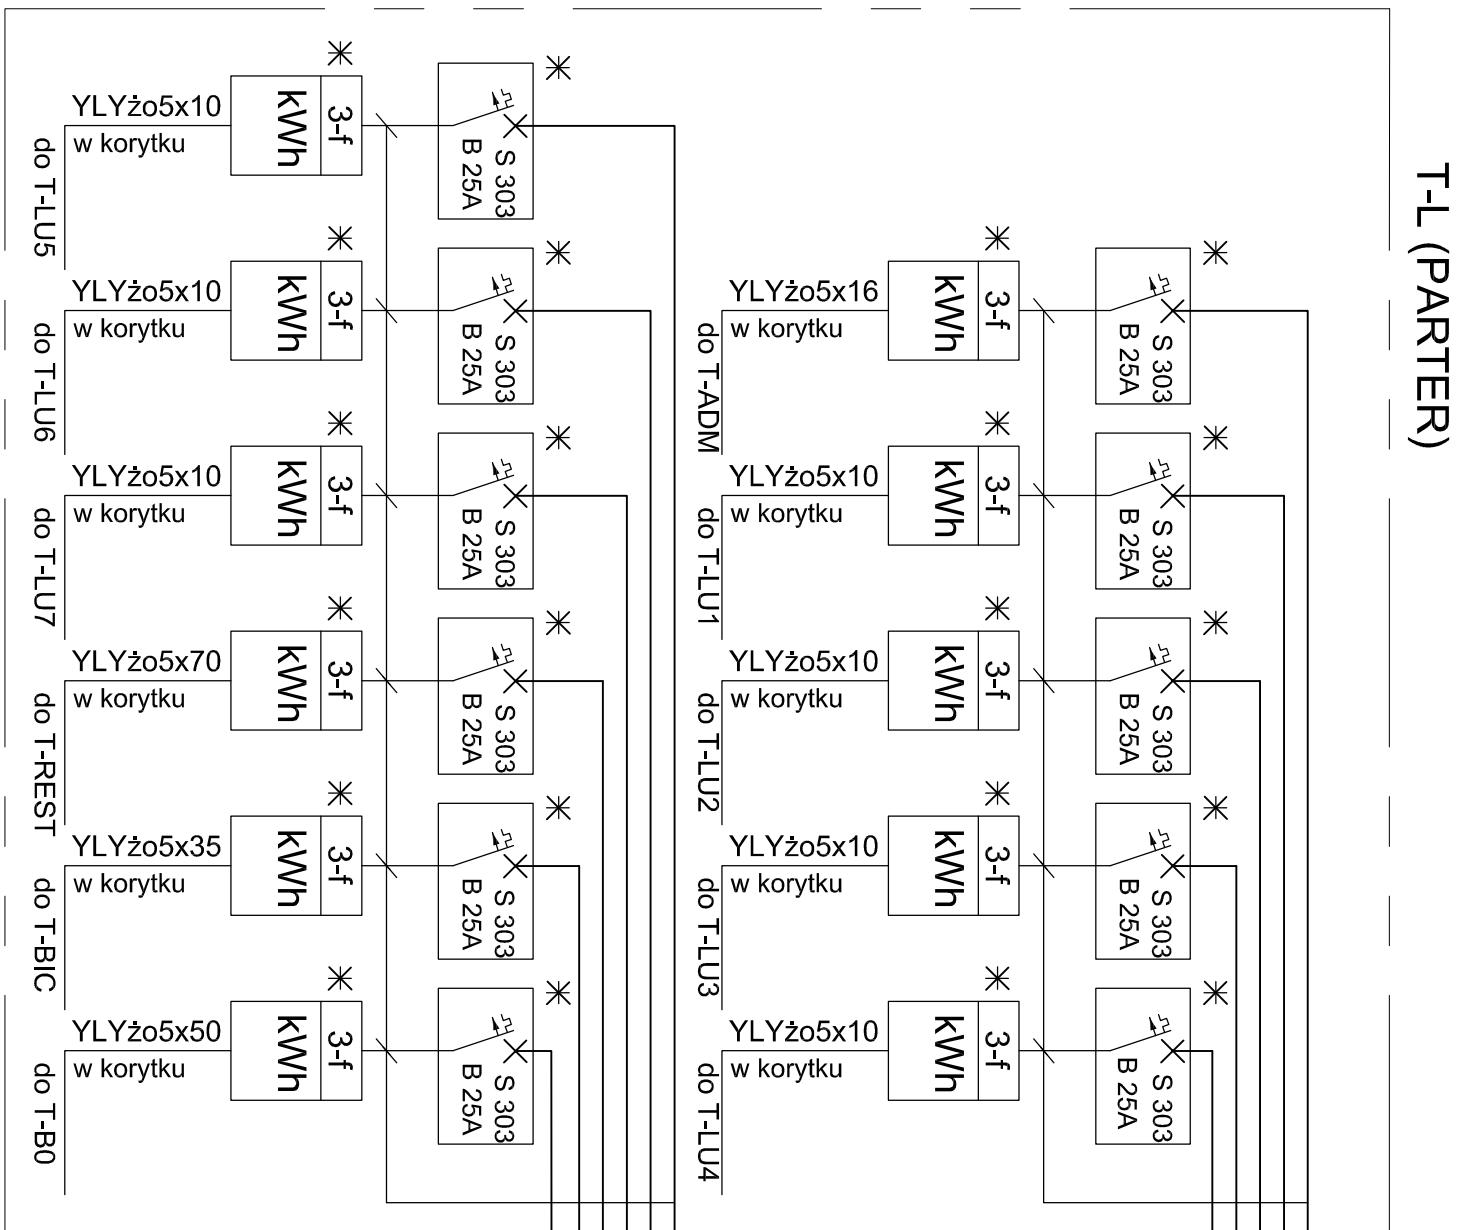 T-L (PARTER)
YLYżo5x10
w korytku
do T-LU5
3-f
kWh
S 303
B 25A
YLYżo5x10
w korytku
do T-LU6
3-f
kWh
S 303
B 25A
YLYżo5x10
w korytku
do T-LU7
3-f
kWh
S 303
B 25A
YLYżo5x70
w korytku
do T-REST
3-f
kWh
S 303
B 25A
YLYżo5x35
w korytku
do T-BIC
3-f
kWh
S 303
B 25A
YLYżo5x50
w korytku
do T-B0
3-f
kWh
S 303
B 25A
YLYżo5x16
w korytku
do T-ADM
3-f
kWh
S 303
B 25A
YLYżo5x10
w korytku
do T-LU1
3-f
kWh
S 303
B 25A
YLYżo5x10
w korytku
do T-LU2
3-f
kWh
S 303
B 25A
YLYżo5x10
w korytku
do T-LU3
3-f
kWh
S 303
B 25A
YLYżo5x10
w korytku
do T-LU4
3-f
kWh
S 303
B 25A